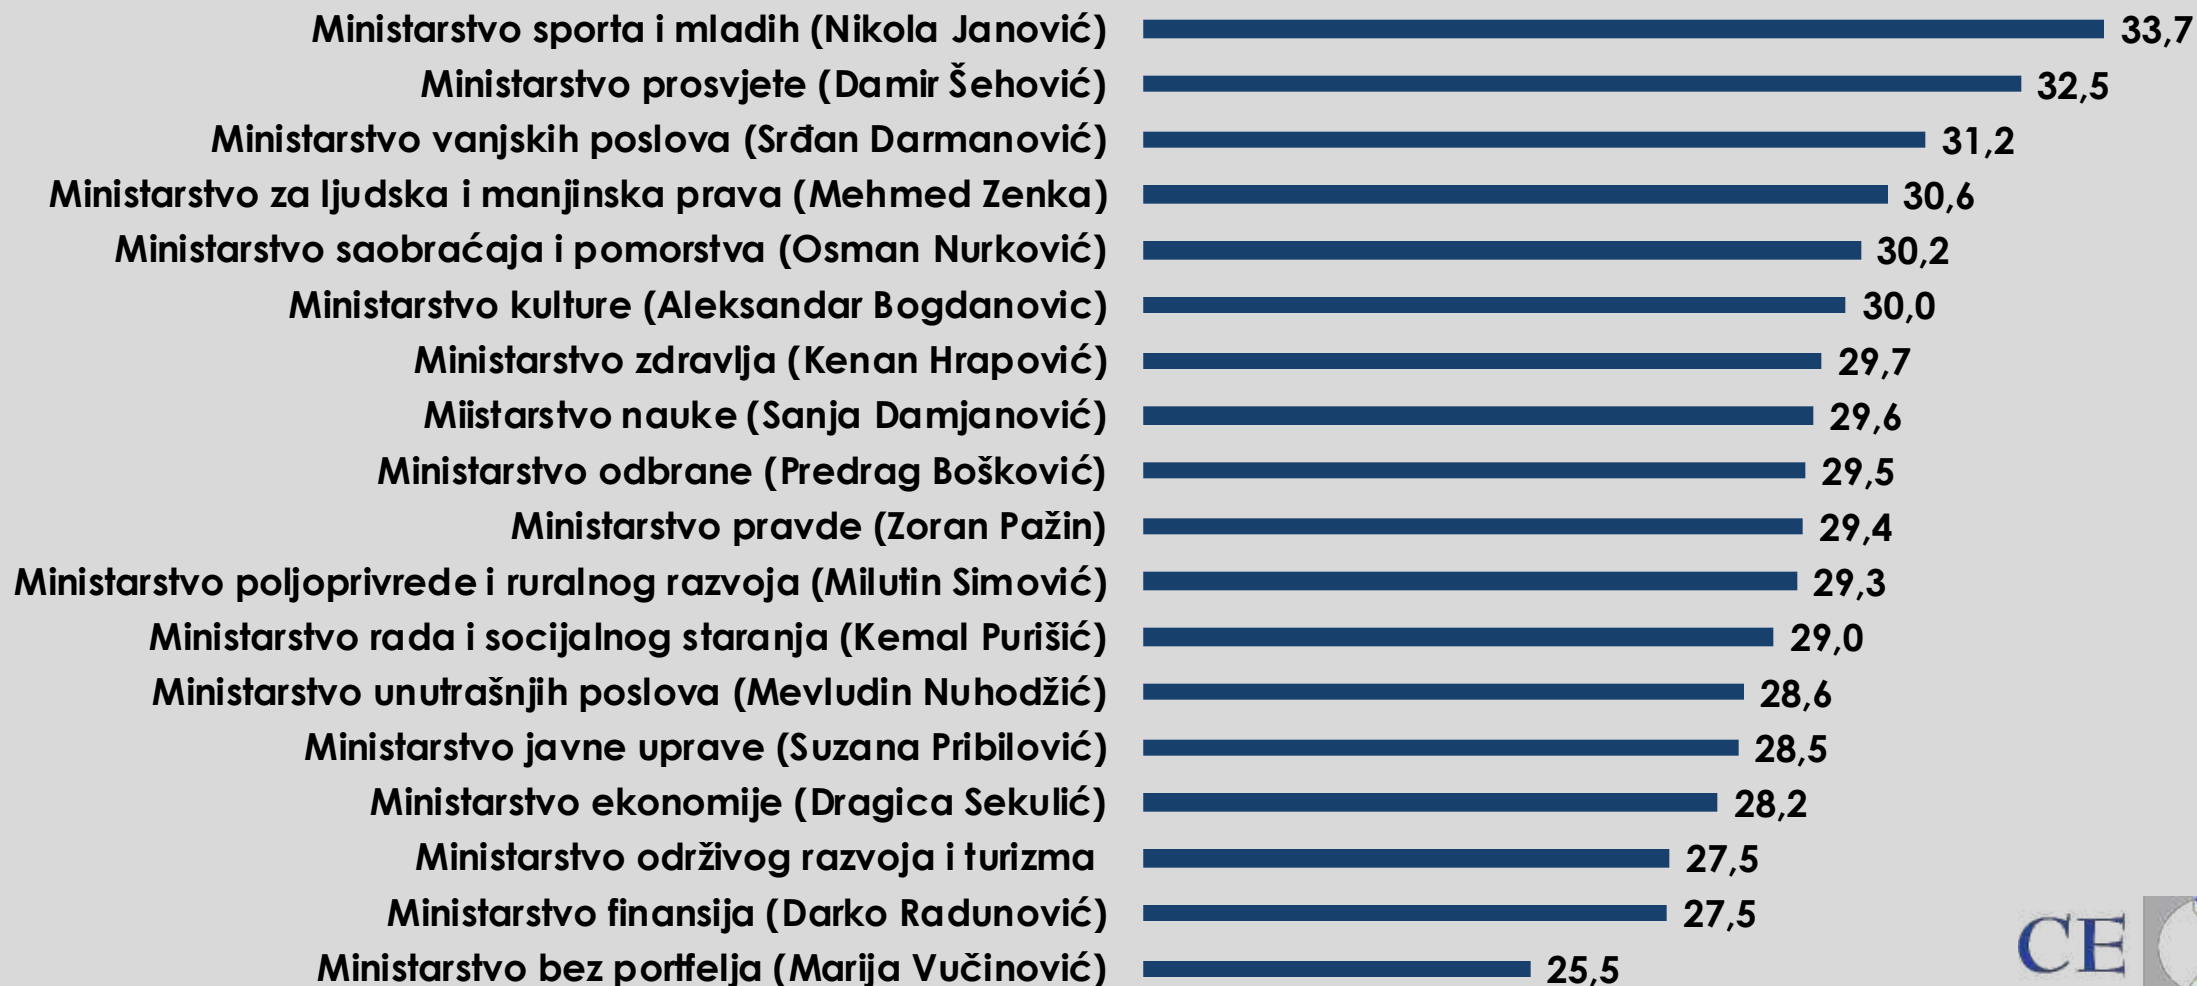 Ministarstvo sporta i mladih (Nikola Janović) 33,7
Ministarstvo prosvjete (Damir Šehović) 32,5
Ministarstvo vanjskih poslova (Srđan Darmanović) 31,2
Ministarstvo za ljudska i manjinska prava (Mehmed Zenka) 30,6
Ministarstvo saobraćaja i pomorstva (Osman Nurković) 30,2
Ministarstvo kulture (Aleksandar Bogdanovic) 30,0
Ministarstvo zdravlja (Kenan Hrapović) 29,7
Miistarstvo nauke (Sanja Damjanović) 29,6
Ministarstvo odbrane (Predrag Bošković) 29,5
Ministarstvo pravde (Zoran Pažin) 29,4
Ministarstvo poljoprivrede i ruralnog razvoja (Milutin Simović) 29,3
Ministarstvo rada i socijalnog staranja (Kemal Purišić) 29,0
Ministarstvo unutrašnjih poslova (Mevludin Nuhodžić) 28,6
Ministarstvo javne uprave (Suzana Pribilović) 28,5
Ministarstvo ekonomije (Dragica Sekulić) 28,2
Ministarstvo održivog razvoja i turizma 27,5
Ministarstvo finansija (Darko Radunović) 27,5
Ministarstvo bez portfelja (Marija Vučinović) 25,5
CE